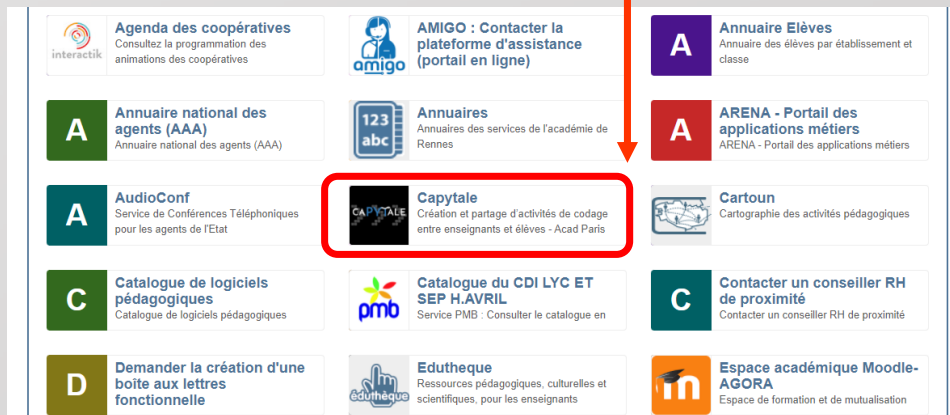 interactik
Agenda des coopératives
Consultez la programmation des
animations des coopératives
amigo
AMIGO : Contacter la
plateforme d'assistance
(portail en ligne)
A
Annuaire Elèves
Annuaire des élèves par établissement et
classe
A
Annuaire national des
agents (AAA)
Annuaire national des agents (AAA)
123
abc
Annuaires
Annuaires des services de l'académie de
Rennes
A
ARENA - Portail des
applications métiers
ARENA - Portail des applications métiers
A
AudioConf
Service de Conférences Téléphoniques
pour les agents de l'Etat
CAPYTALE
Capytale
Création et partage d'activités de codage
entre enseignants et élèves - Acad Paris
Cartoun
Cartographie des activités pédagogiques
C
Catalogue de logiciels
pédagogiques
Catalogue de logiciels pédagogiques
pmb
Catalogue du CDI LYC ET
SEP H.AVRIL
Service PMB : Consulter le catalogue en
C
Contacter un conseiller RH
de proximité
Contacter un conseiller RH de proximité
D
Demander la création d'une
boîte aux lettres
fonctionnelle
éduthèque
Edutheque
Ressources pédagogiques, culturelles et
scientifiques, pour les enseignants
m
Espace académique Moodle-
AGORA
Espace de formation et de mutualisation